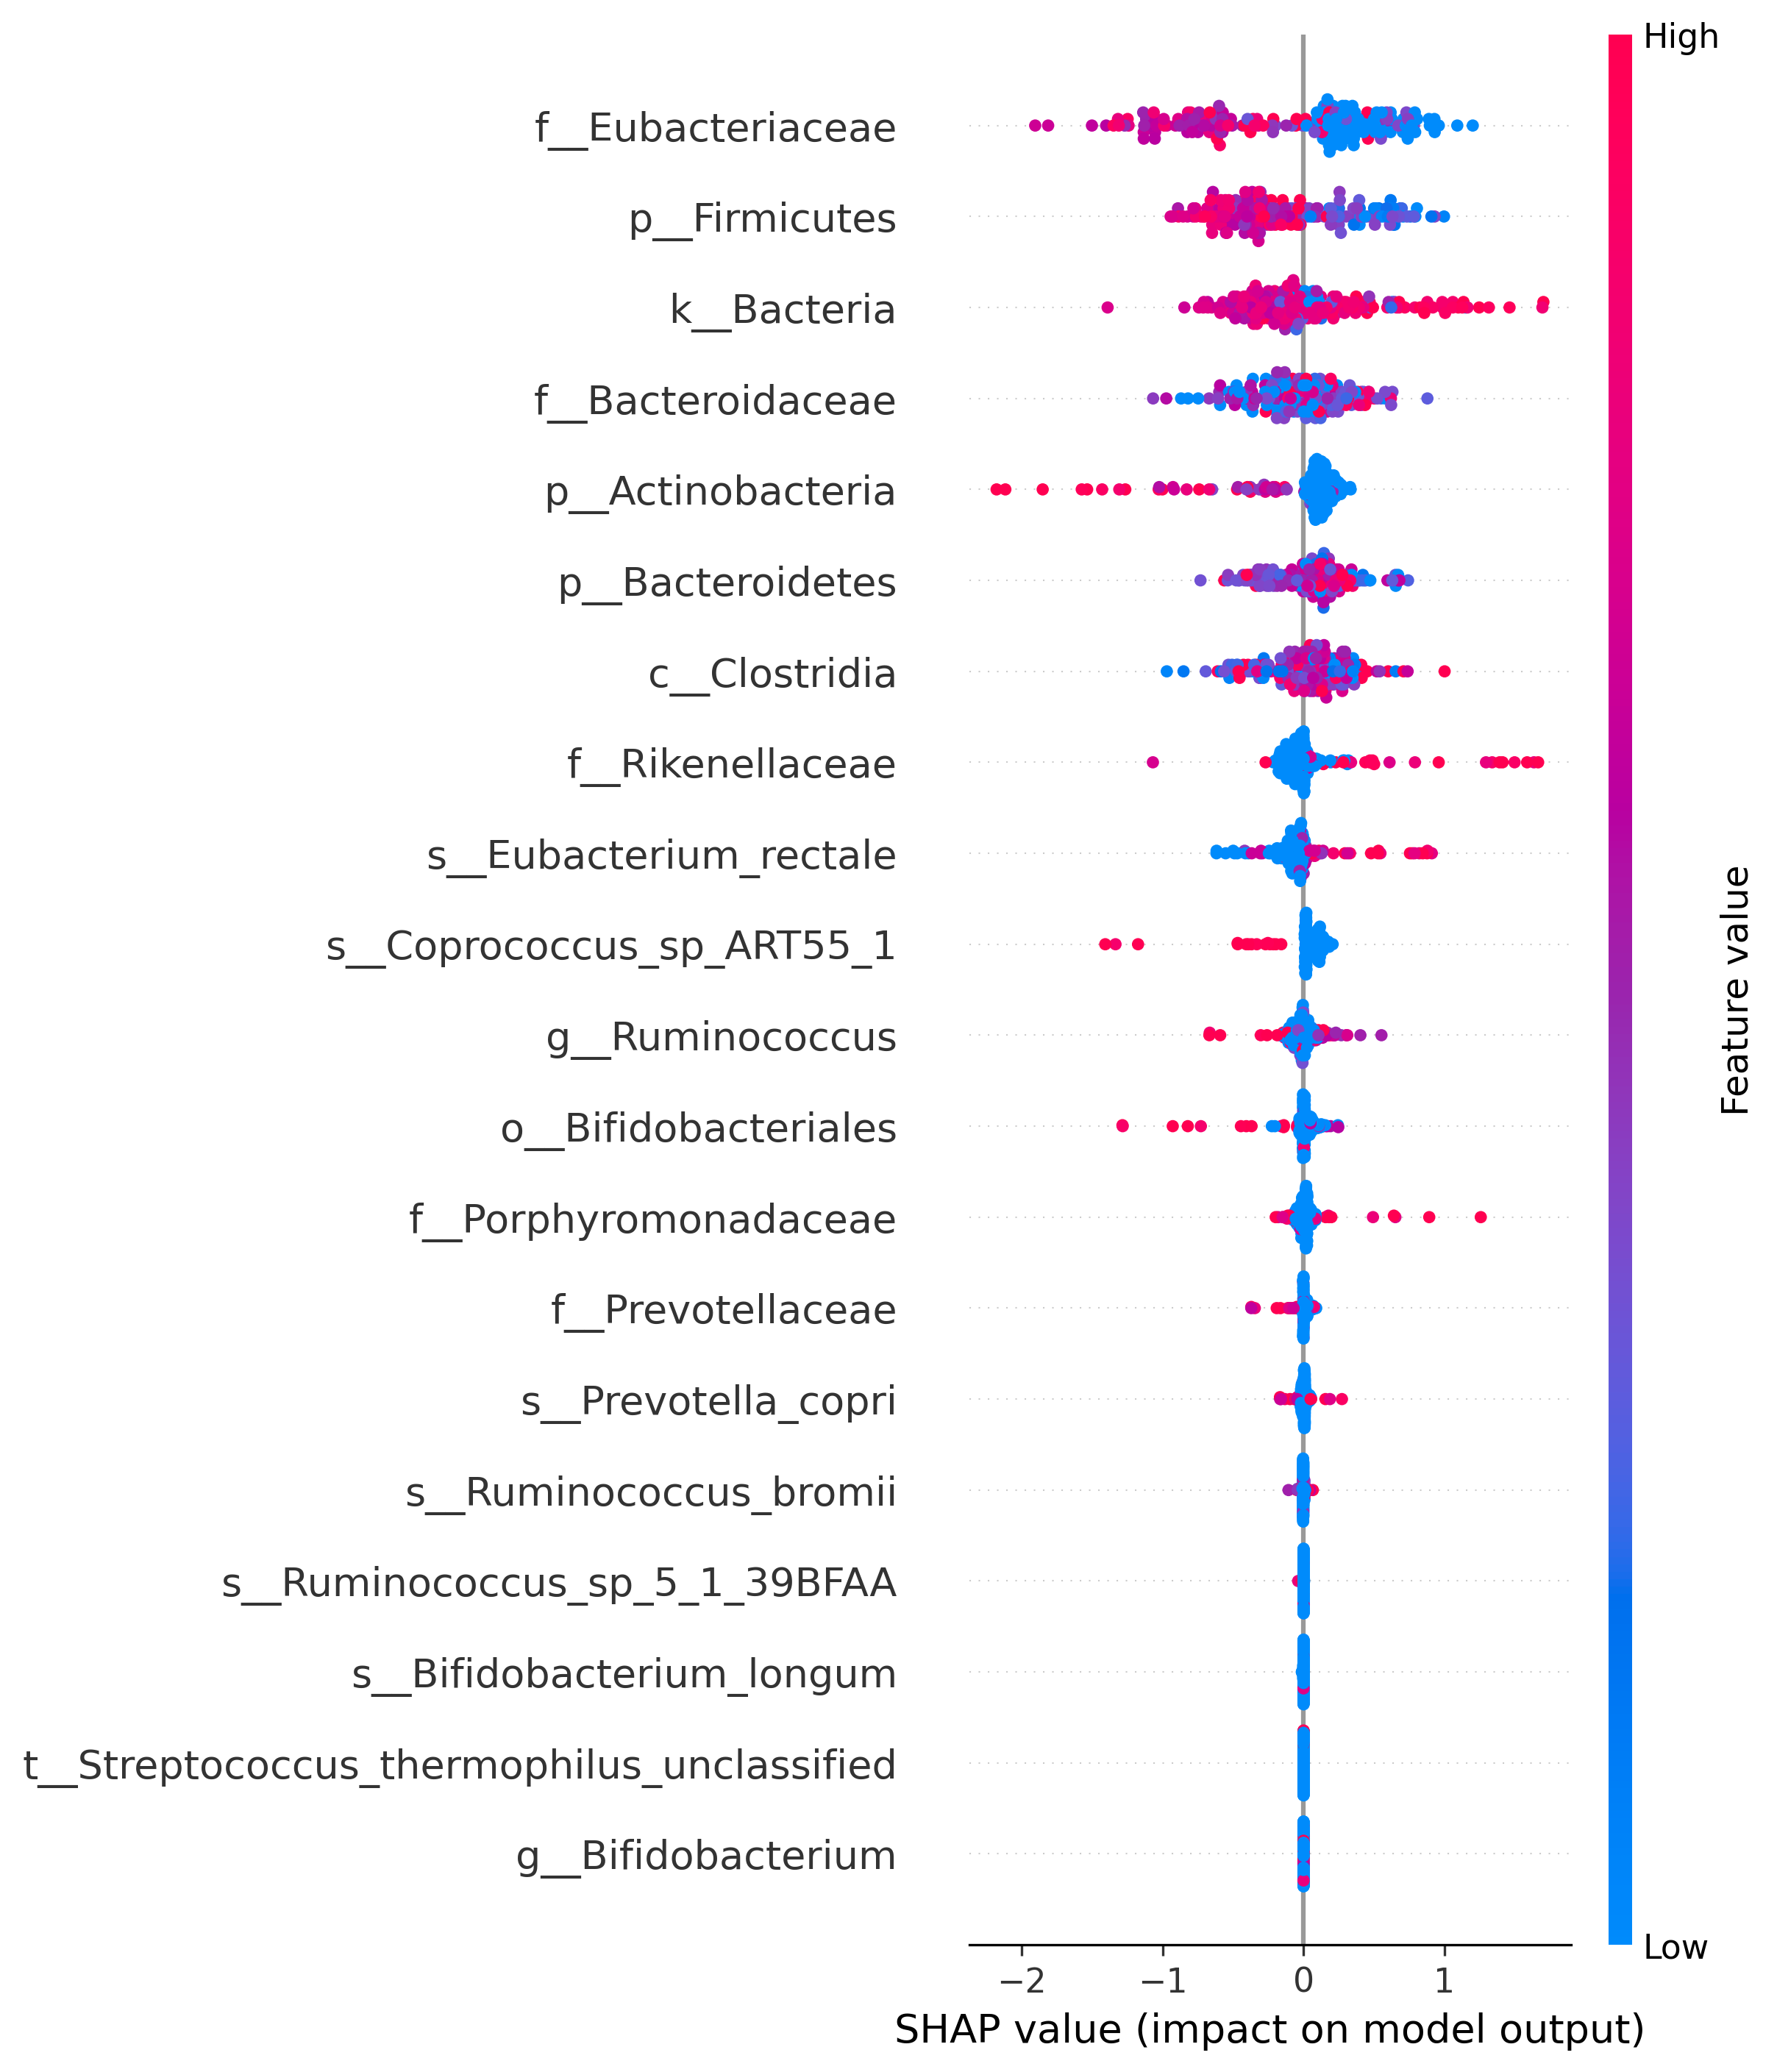 High
f__Eubacteriaceae
p__Firmicutes
k__Bacteria
f__Bacteroidaceae
p__Actinobacteria
p__Bacteroidetes
c__Clostridia
f__Rikenellaceae
s__Eubacterium_rectale
s__Coprococcus_sp_ART55_1
g__Ruminococcus
o__Bifidobacteriales
f__Porphyromonadaceae
f__Prevotellaceae
s__Prevotella_copri
s__Ruminococcus_bromii
s__Ruminococcus_sp_5_1_39BFAA
s__Bifidobacterium_longum
t__Streptococcus_thermophilus_unclassified
g__Bifidobacterium
Feature value
Low
−2 −1 0 1
SHAP value (impact on model output)